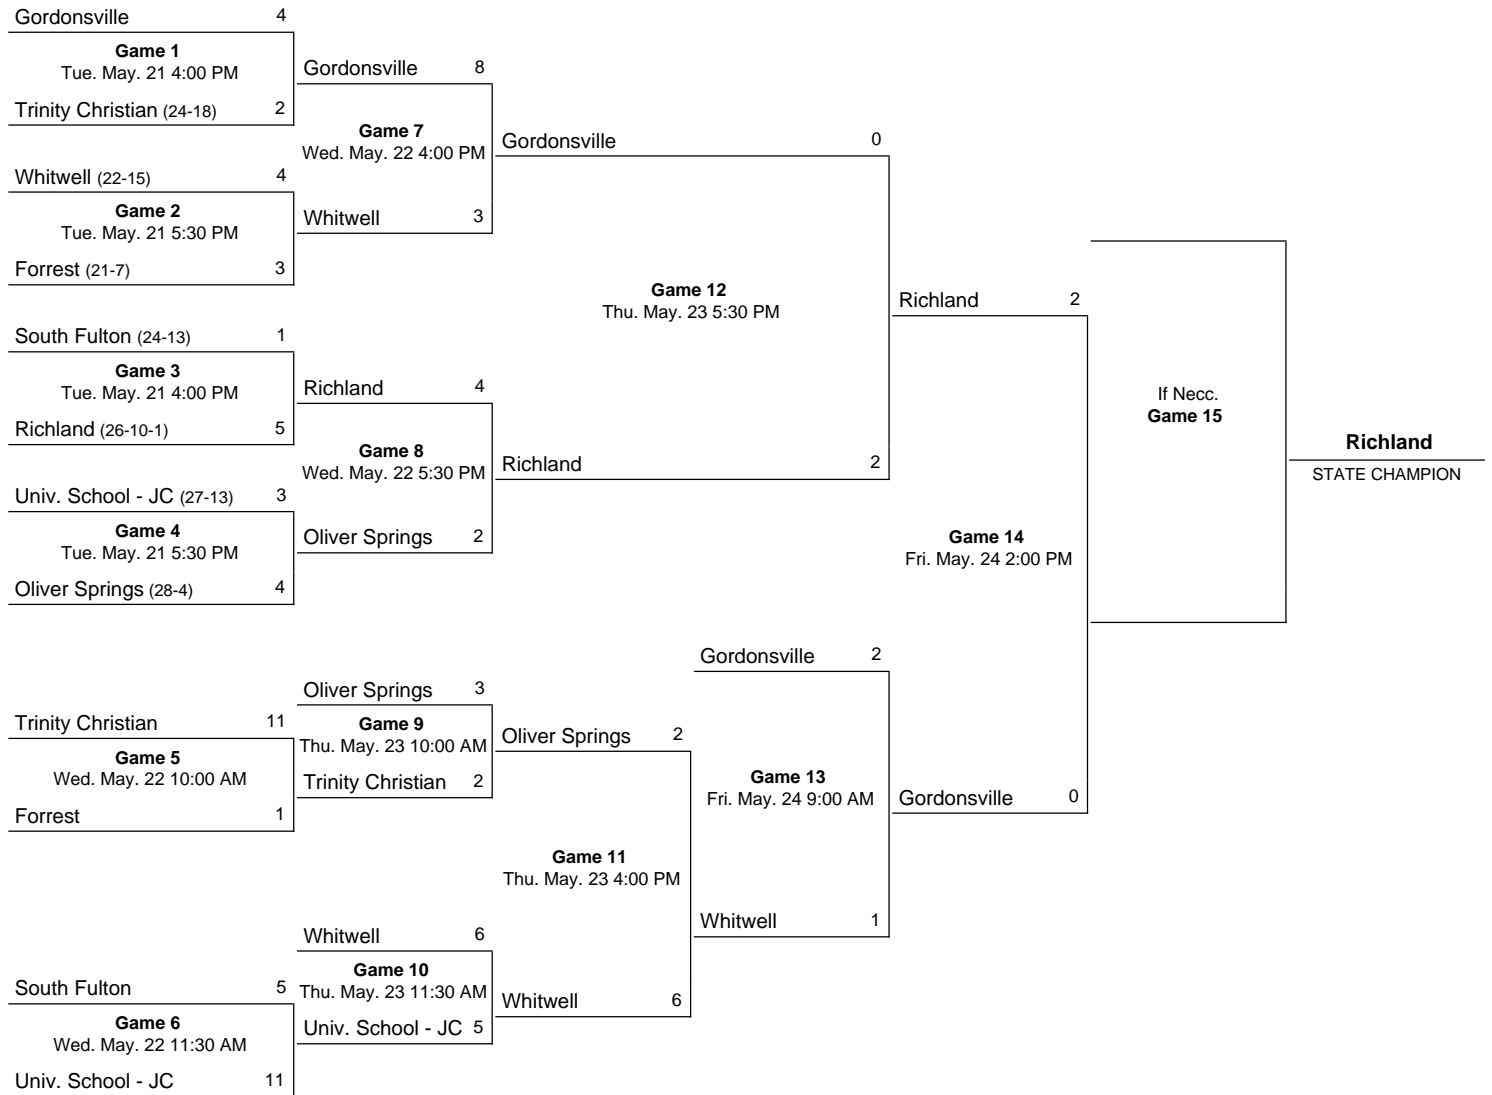 Gordonsville 4
Game 1
Tue. May. 21 4:00 PM
Trinity Christian (24-18) 2
Whitwell (22-15) 4
Game 2
Tue. May. 21 5:30 PM
Forrest (21-7) 3
South Fulton (24-13) 1
Game 3
Tue. May. 21 4:00 PM
Richland (26-10-1) 5
Univ. School - JC (27-13) 3
Game 4
Tue. May. 21 5:30 PM
Oliver Springs (28-4) 4
Trinity Christian 11
Game 5
Wed. May. 22 10:00 AM
Forrest 1
South Fulton 5
Game 6
Wed. May. 22 11:30 AM
Univ. School - JC 11
Gordonsville 8
Game 7
Wed. May. 22 4:00 PM
Whitwell 3
Richland 4
Game 8
Wed. May. 22 5:30 PM
Oliver Springs 2
Oliver Springs 3
Game 9
Thu. May. 23 10:00 AM
Trinity Christian 2
Whitwell 6
Game 10
Thu. May. 23 11:30 AM
Univ. School - JC 5
Gordonsville 0
Game 12
Thu. May. 23 5:30 PM
Richland 2
Oliver Springs 2
Game 11
Thu. May. 23 4:00 PM
Whitwell 6
Gordonsville 2
Game 13
Fri. May. 24 9:00 AM
Whitwell 1
Richland 2
Game 14
Fri. May. 24 2:00 PM
Gordonsville 0
If Necc.
Game 15
Richland
STATE CHAMPION